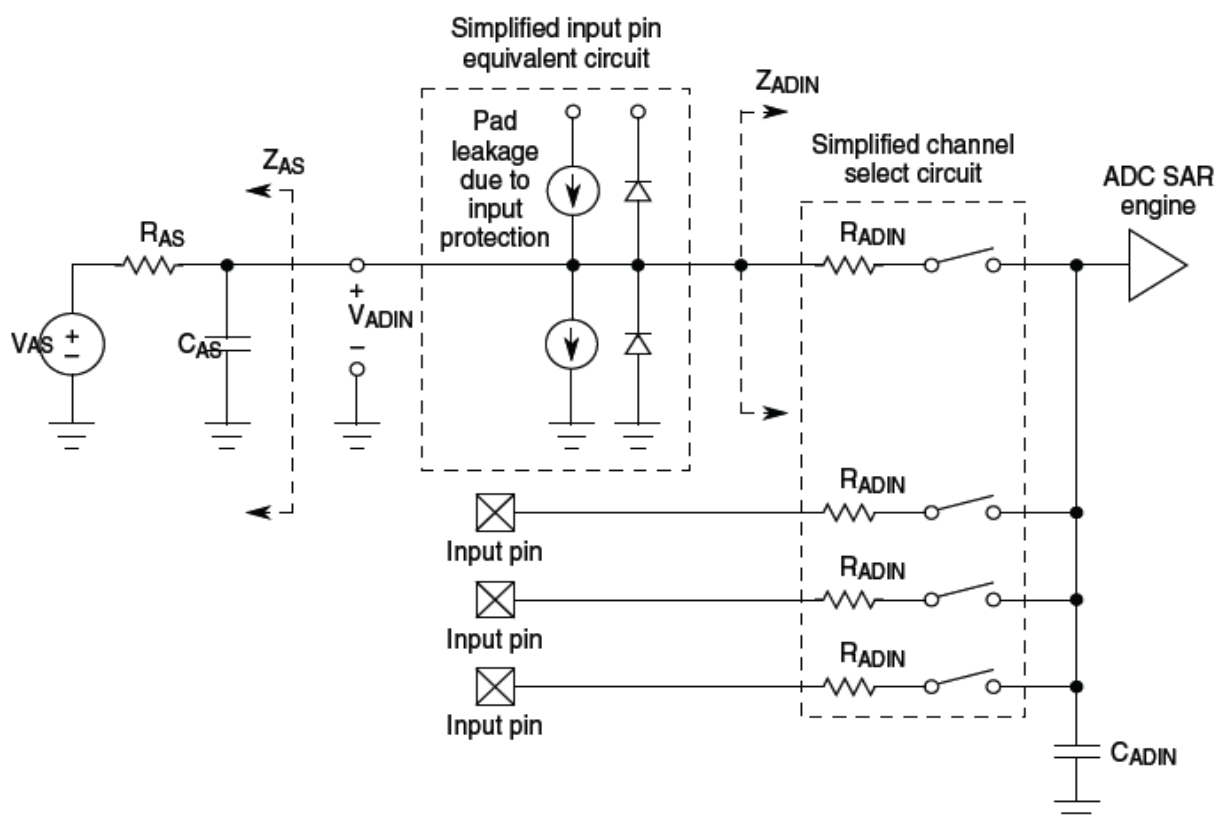 Simplified input pin
equivalent circuit
Pad
leakage
due to
input
protection
ZADIN
Simplified channel
select circuit
ADC SAR
engine
ZAS
RAS
RADIN
+
VADIN
−
VAS
+
−
CAS
RADIN
Input pin
RADIN
Input pin
RADIN
Input pin
CADIN